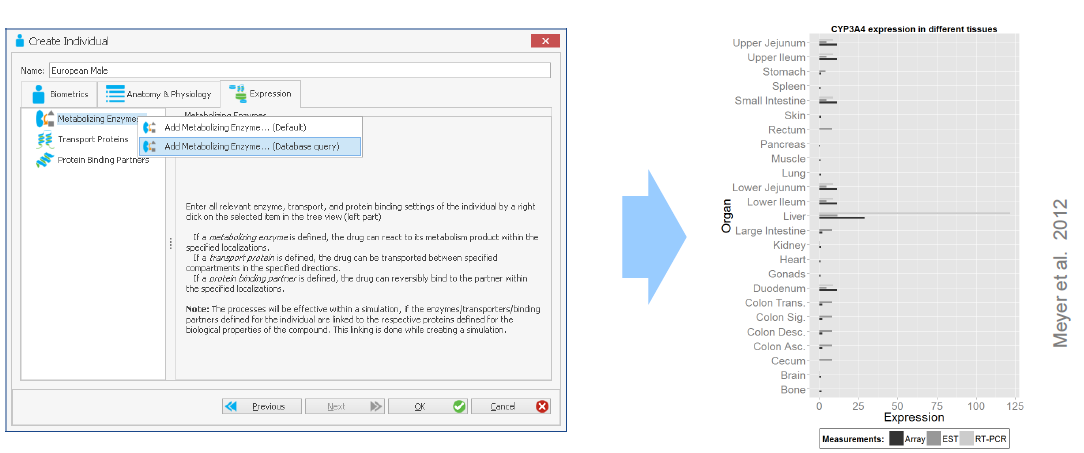 Create Individual
Name: European Male
Biometrics
Anatomy & Physiology
Expression
Metabolizing Enzyme
Metabolizing Enzymes
Add Metabolizing Enzyme... (Default)
Add Metabolizing Enzyme... (Database query)
Transport Proteins
Protein Binding Partners
Enter all relevant enzyme, transport, and protein binding settings of the individual by a right
click on the selected item in the tree view (left part)
If a metabolizing enzyme is defined, the drug can react to its metabolism product within the
specified localizations.
If a transport protein is defined, the drug can be transported between specified
compartments in the specified directions.
If a protein binding partner is defined, the drug can reversibly bind to the partner within
the specified localizations.
Note: The processes will be effective within a simulation, if the enzymes/transporters/binding
partners defined for the individual are linked to the respective proteins defined for the
biological properties of the compound. This linking is done while creating a simulation.
Previous
Next
OK
Cancel
CYP3A4 expression in different tissues
Organ
Upper Jejunum
Upper Ileum
Stomach
Spleen
Small Intestine
Skin
Rectum
Pancreas
Muscle
Lung
Lower Jejunum
Lower Ileum
Liver
Large Intestine
Kidney
Heart
Gonads
Duodenum
Colon Trans.
Colon Sig.
Colon Desc.
Colon Asc.
Cecum
Brain
Bone
0 25 50 75 100 125
Expression
Measurements: Array EST RT-PCR
Meyer et al. 2012